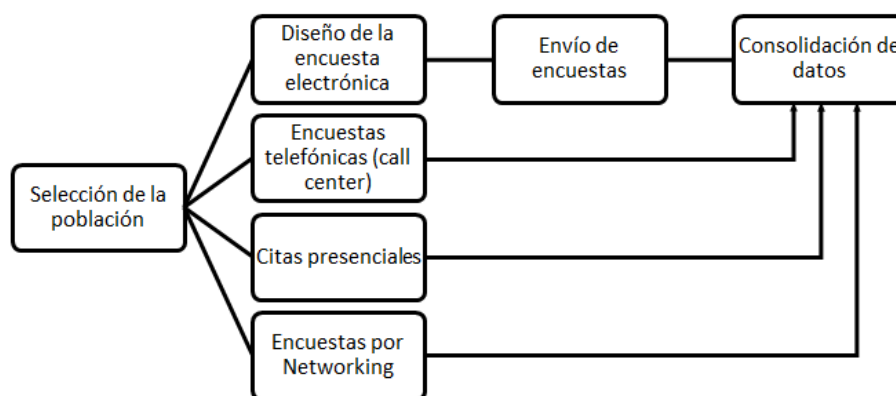 Diseño de la
encuesta
electrónica
Envío de
encuestas
Consolidación de
datos
Encuestas
telefónicas (call
center)
Selección de la
población
Citas presenciales
Encuestas por
Networking